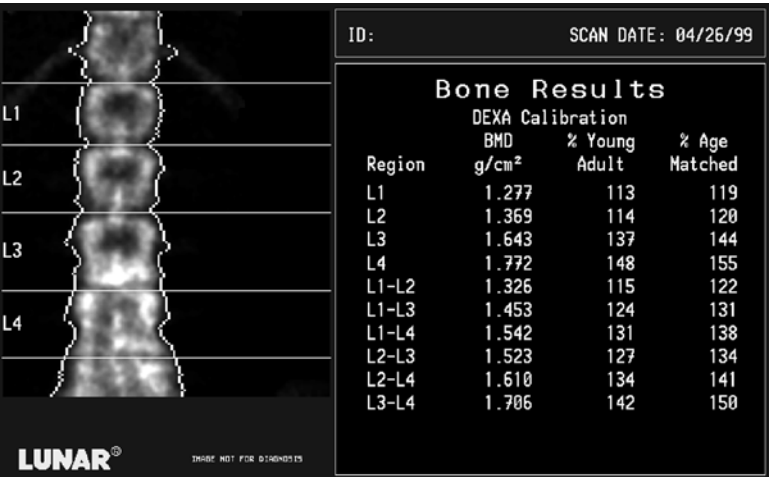 ID: SCAN DATE: 04/26/99
Bone Results
DEXA Calibration
BMD % Young % Age
Region g/cm² Adult Matched
L1 1.277 113 119
L2 1.369 114 120
L3 1.643 137 144
L4 1.772 148 155
L1-L2 1.326 115 122
L1-L3 1.453 124 131
L1-L4 1.542 131 138
L2-L3 1.523 127 134
L2-L4 1.610 134 141
L3-L4 1.706 142 150
L1
L2
L3
L4
LUNAR®
IMAGE NOT FOR DIAGNOSIS